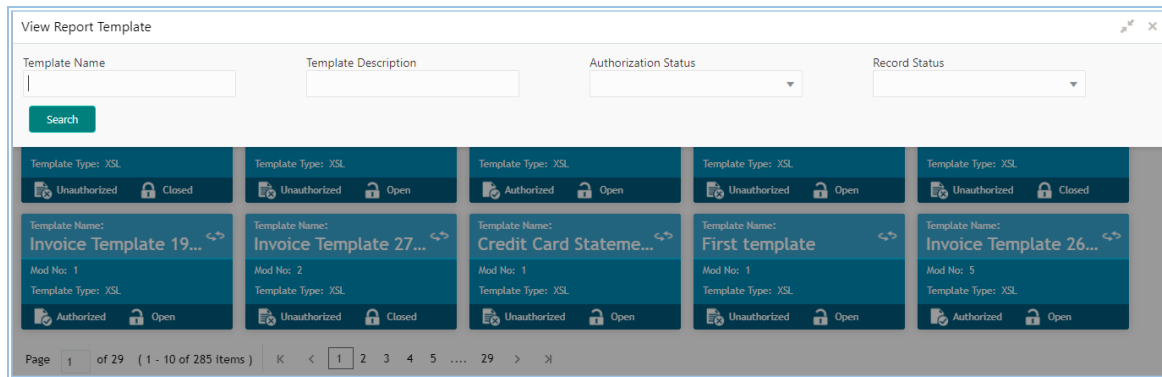 View Report Template
Template Name Template Description Authorization Status Record Status
Search
Template Type: XSL Template Type: XSL Template Type: XSL Template Type: XSL Template Type: XSL
Unauthorized Closed Unauthorized Open Authorized Open Unauthorized Open Unauthorized Closed
Template Name: Template Name: Template Name: Template Name: Template Name:
Invoice Template 19... Invoice Template 27... Credit Card Stateme... First template Invoice Template 26...
Mod No: 1 Mod No: 2 Mod No: 1 Mod No: 1 Mod No: 5
Template Type: XSL Template Type: XSL Template Type: XSL Template Type: XSL Template Type: XSL
Authorized Open Unauthorized Closed Unauthorized Open Unauthorized Open Authorized Open
Page 1 of 29 ( 1 - 10 of 285 items ) 1 2 3 4 5 .... 29